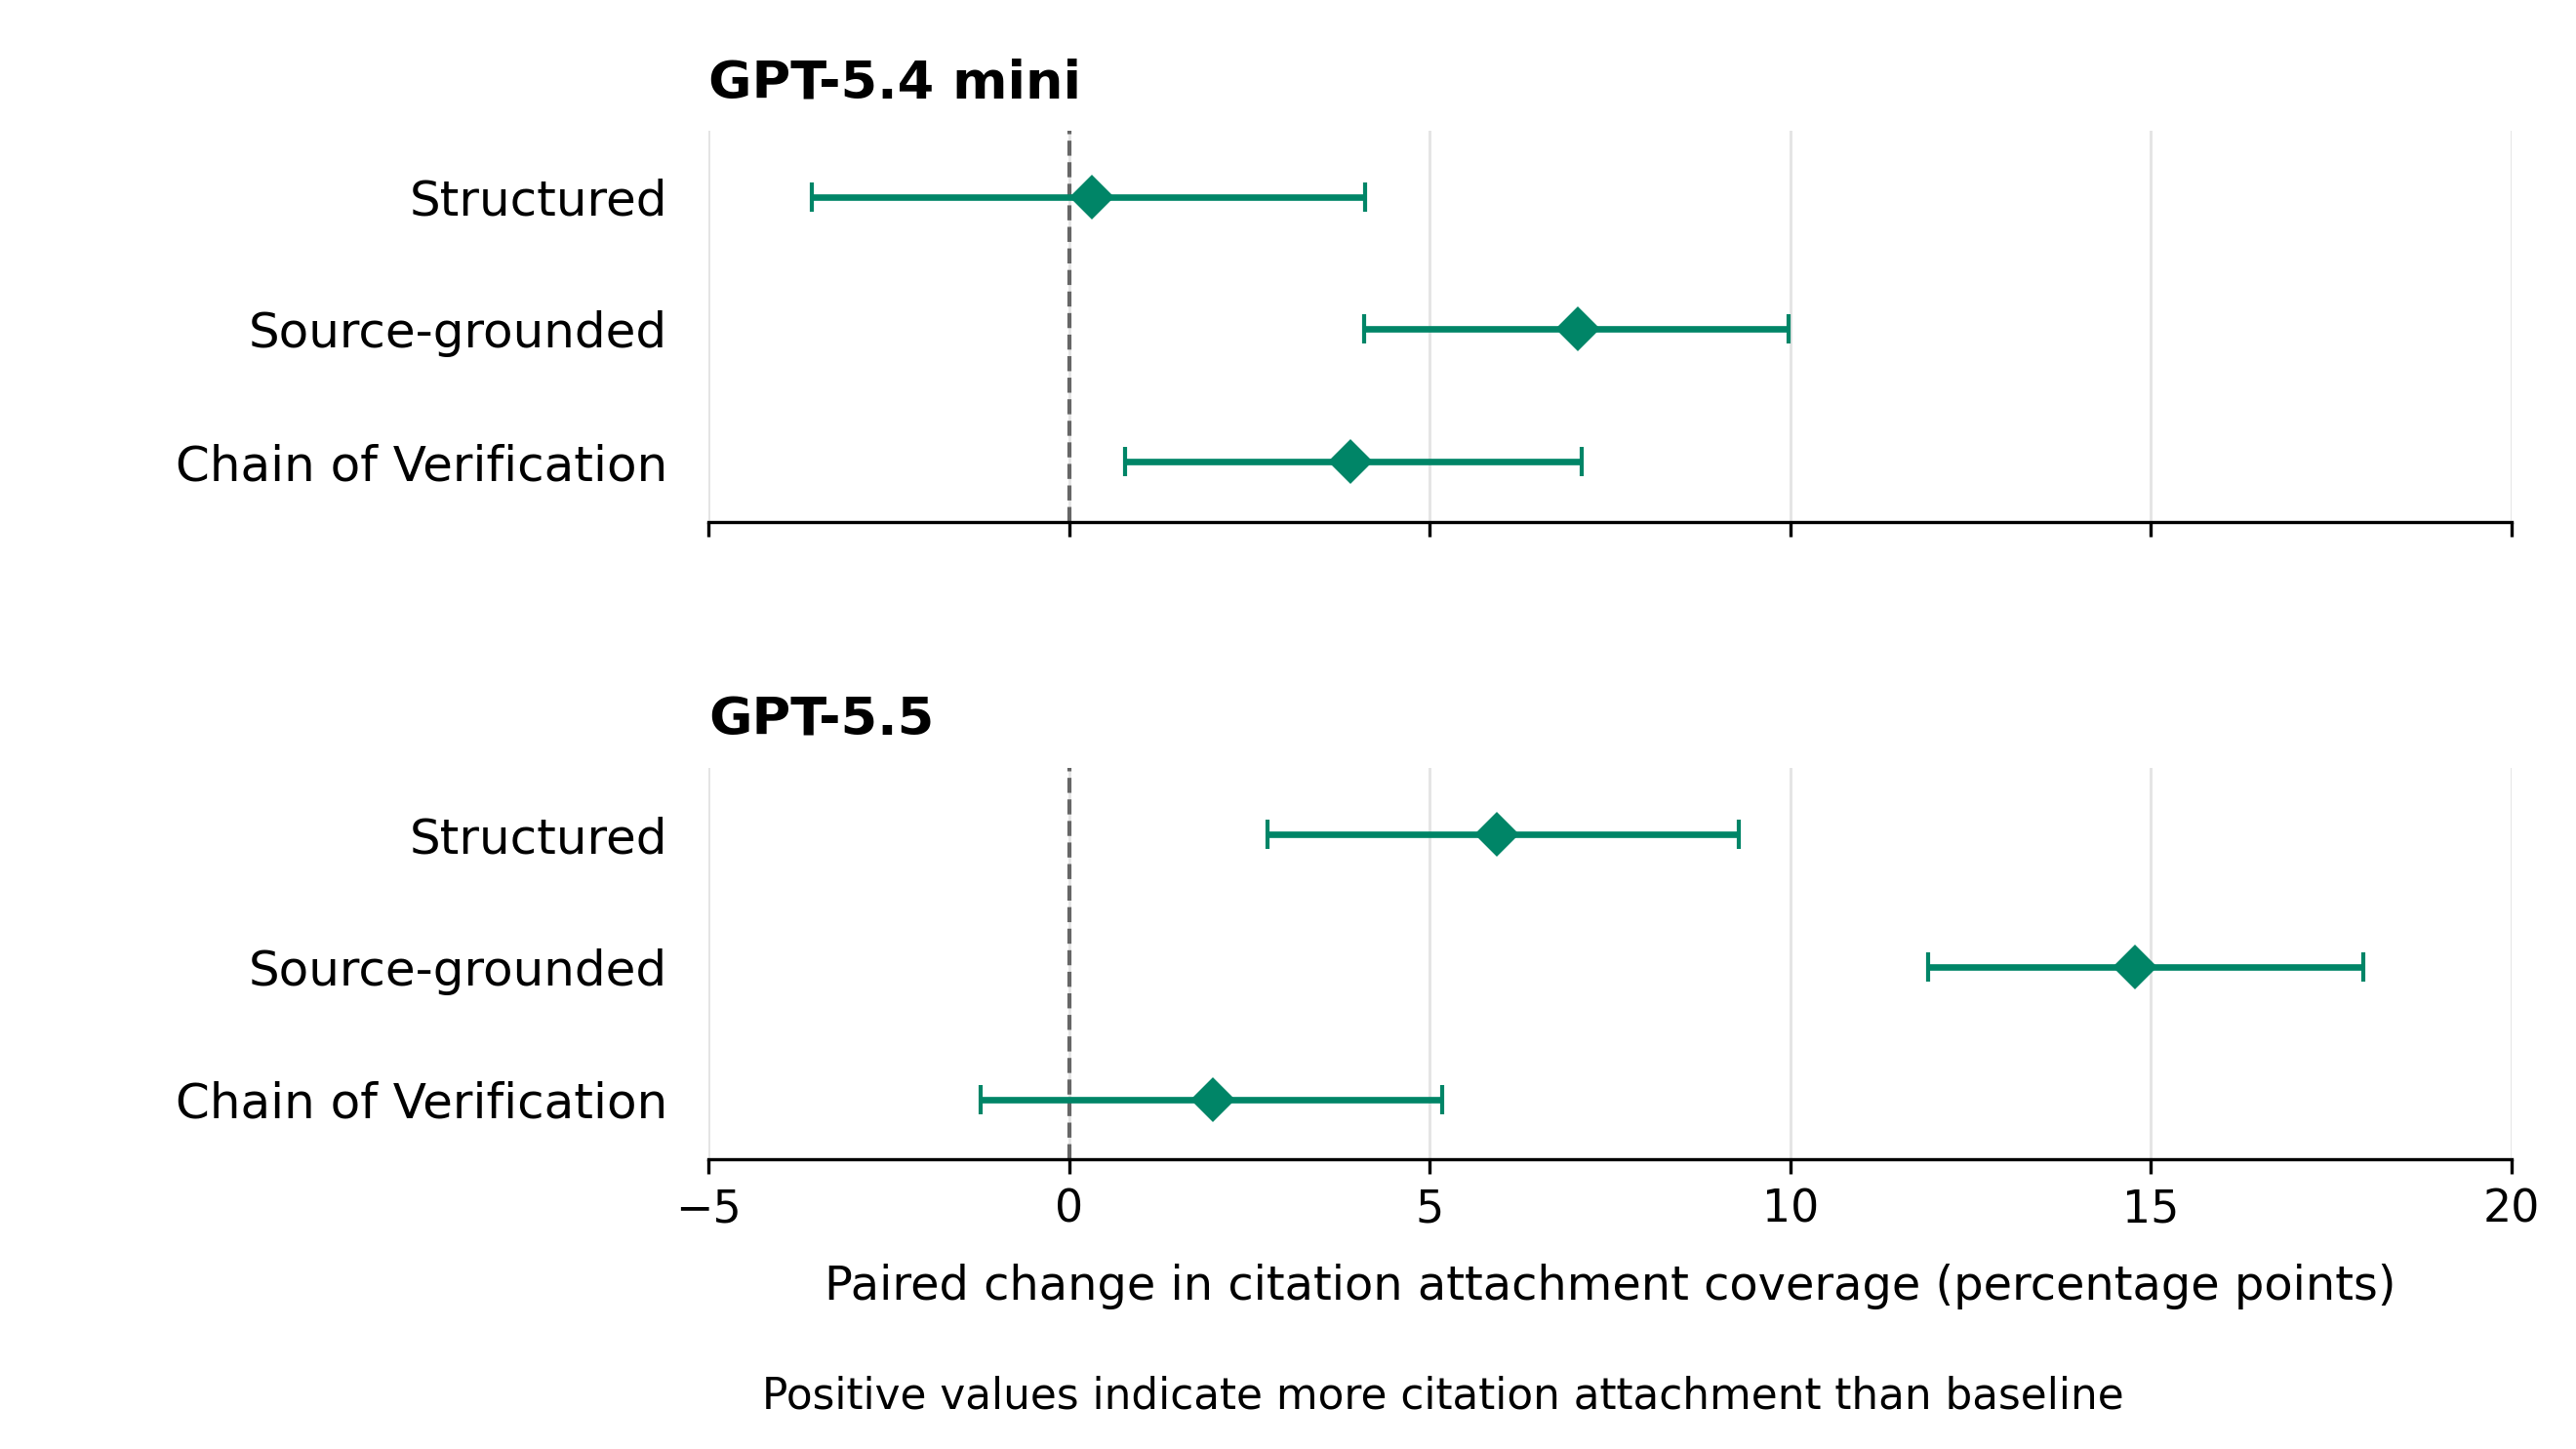 GPT-5.4 mini
Structured
Source-grounded
Chain of Verification
GPT-5.5
Structured
Source-grounded
Chain of Verification
−5 0 5 10 15 20
Paired change in citation attachment coverage (percentage points)
Positive values indicate more citation attachment than baseline